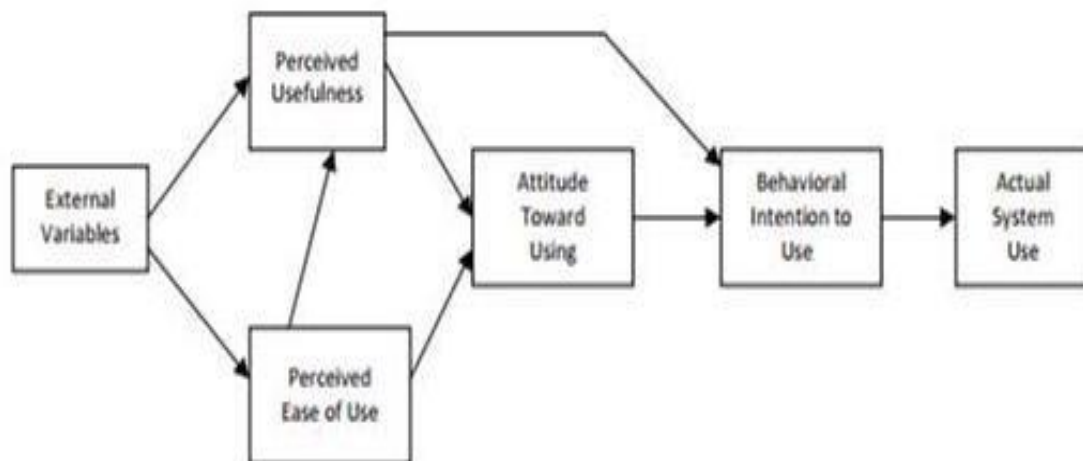 Perceived
Usefulness
External
Variables
Attitude
Toward
Using
Behavioral
Intention to
Use
Actual
System
Use
Perceived
Ease of Use